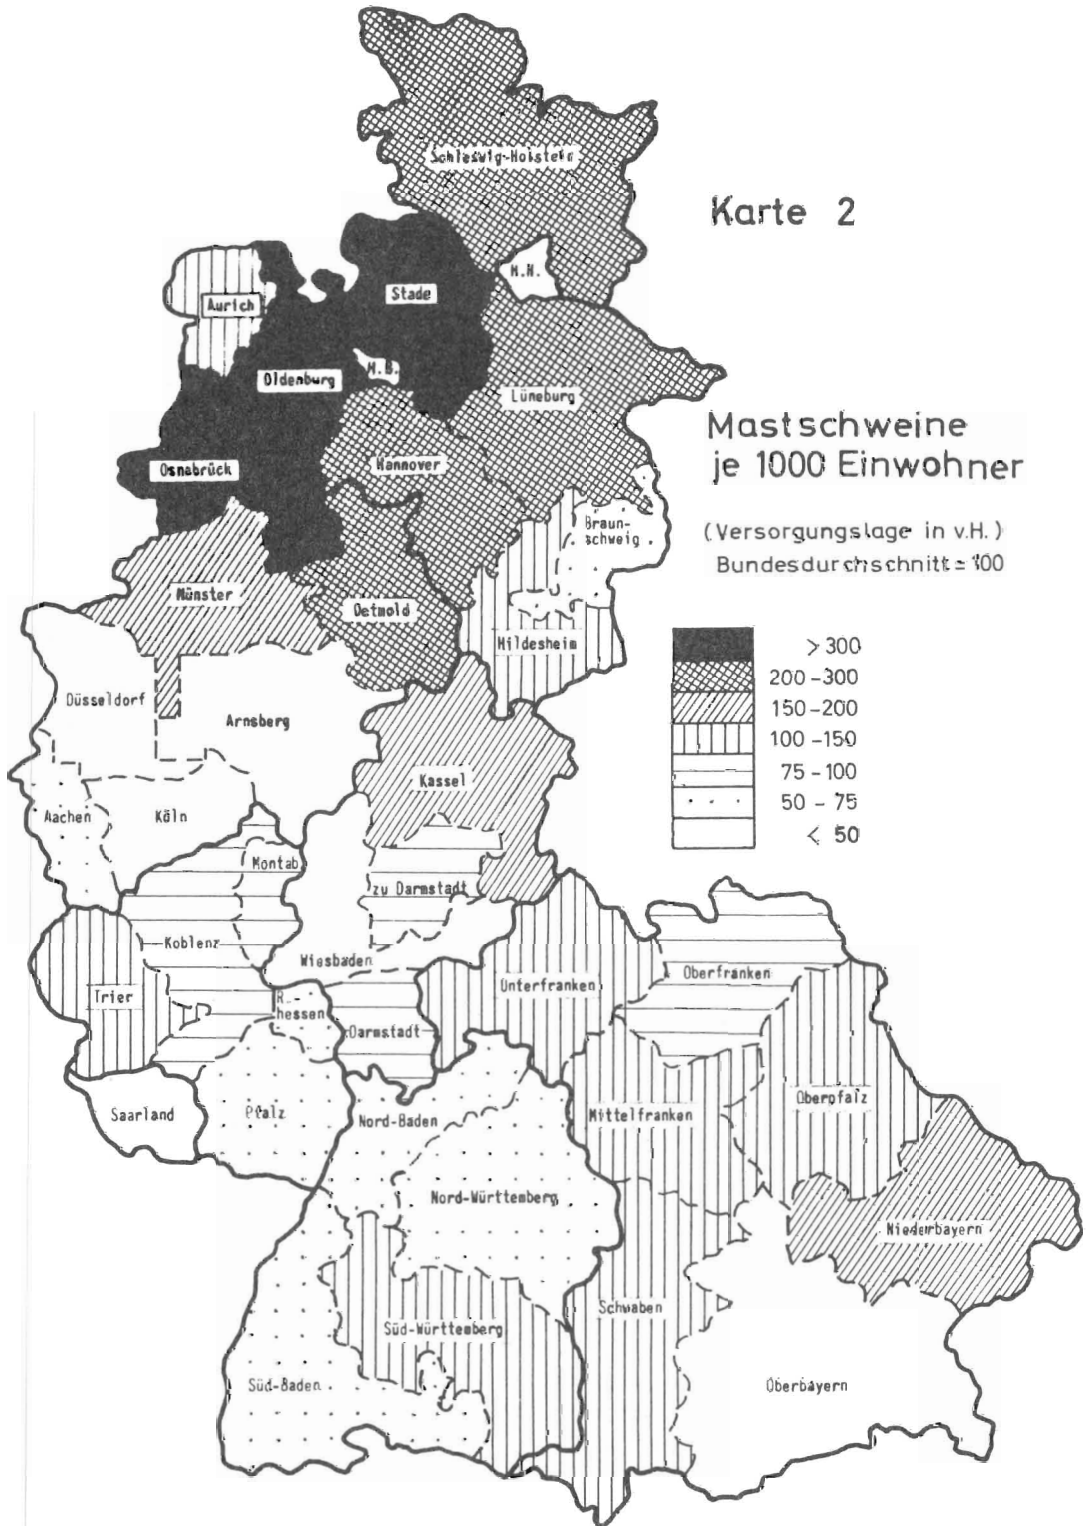 Schleswig-Holstein
Karte 2
H.H.
Stade
Aurich
H.B.
Oldenburg
Lüneburg
Mastschweine
je 1000 Einwohner
Hannover
Osnabrück
(Versorgungslage in v.H.)
Bundesdurchschnitt = 100
Braun-
schweig
Münster
Detmold
Hildesheim
> 300
200 - 300
150 - 200
100 - 150
75 - 100
50 - 75
< 50
Düsseldorf
Arnsberg
Kassel
Aachen
Köln
Montab
zu Darmstadt
Koblenz
Wiesbaden
Oberfranken
Unterfranken
Trier
R.-
hessen
Darmstadt
Saarland
Pfalz
Nord-Baden
Mittelfranken
Oberpfalz
Nord-Württemberg
Niederbayern
Schwaben
Süd-Württemberg
Süd-Baden
Oberbayern